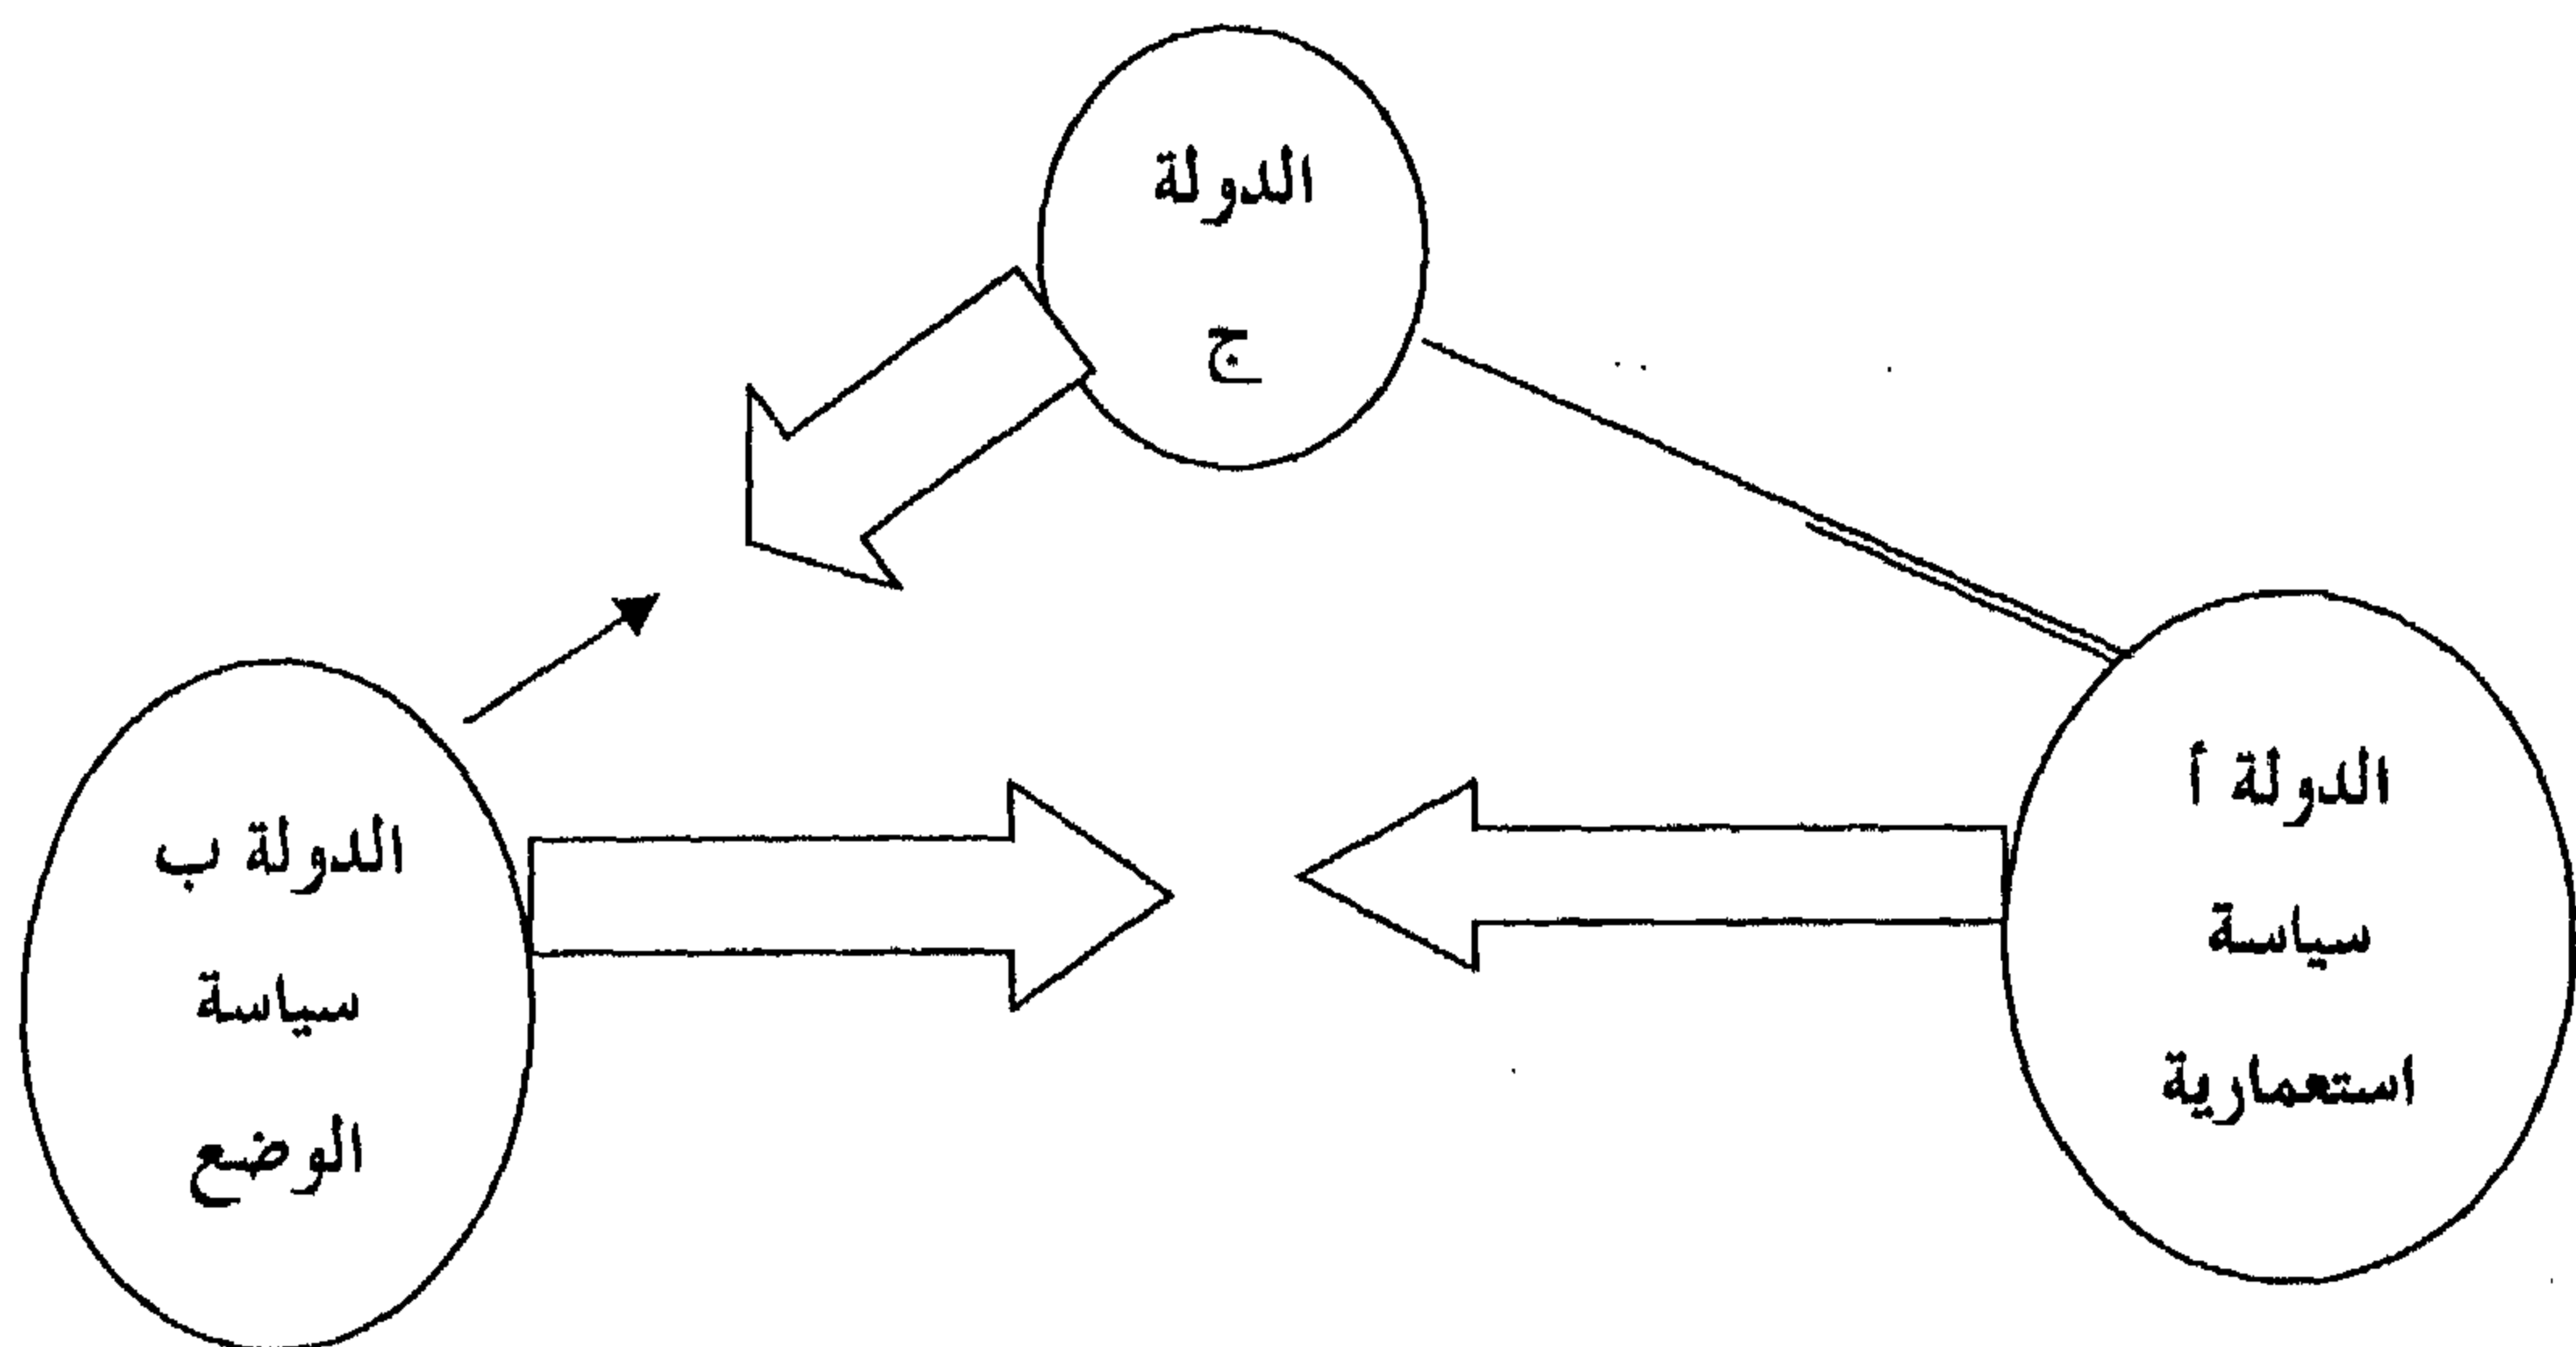 الدولة
ج
الدولة أ
سياسة
استعمارية
الدولة ب
سياسة
الوضع